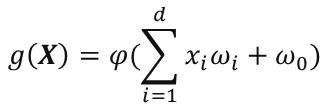 g(X) = φ(∑_{i=1}^{d} x_i ω_i + ω_0)